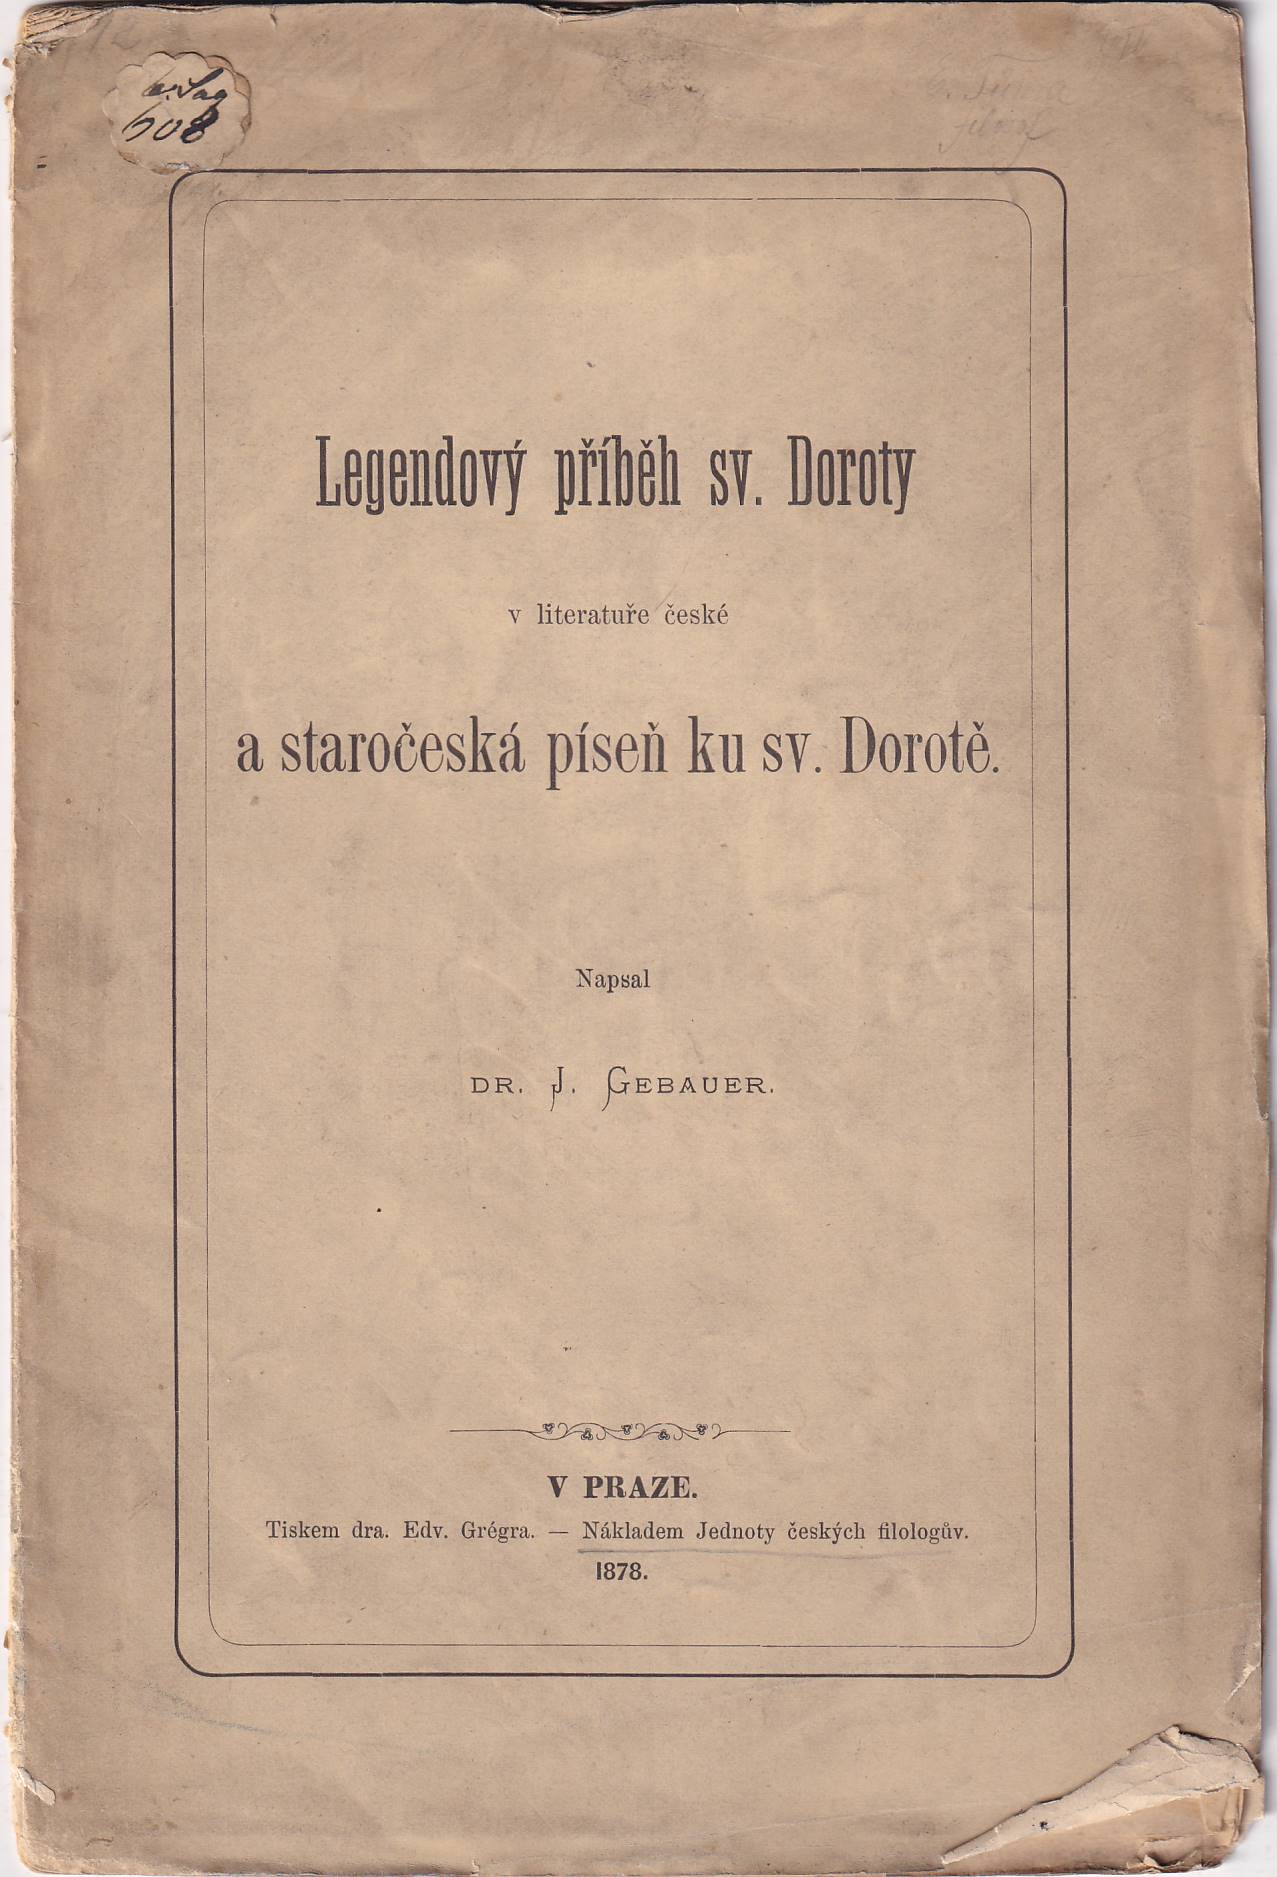 608
Legendový příběh sv. Doroty
v literatuře české
a staročeská píseň ku sv. Dorotě.
Napsal
DR. J. GEBAUER.
V PRAZE.
Tiskem dra. Edv. Grégra. — Nákladem Jednoty českých filologův.
1878.